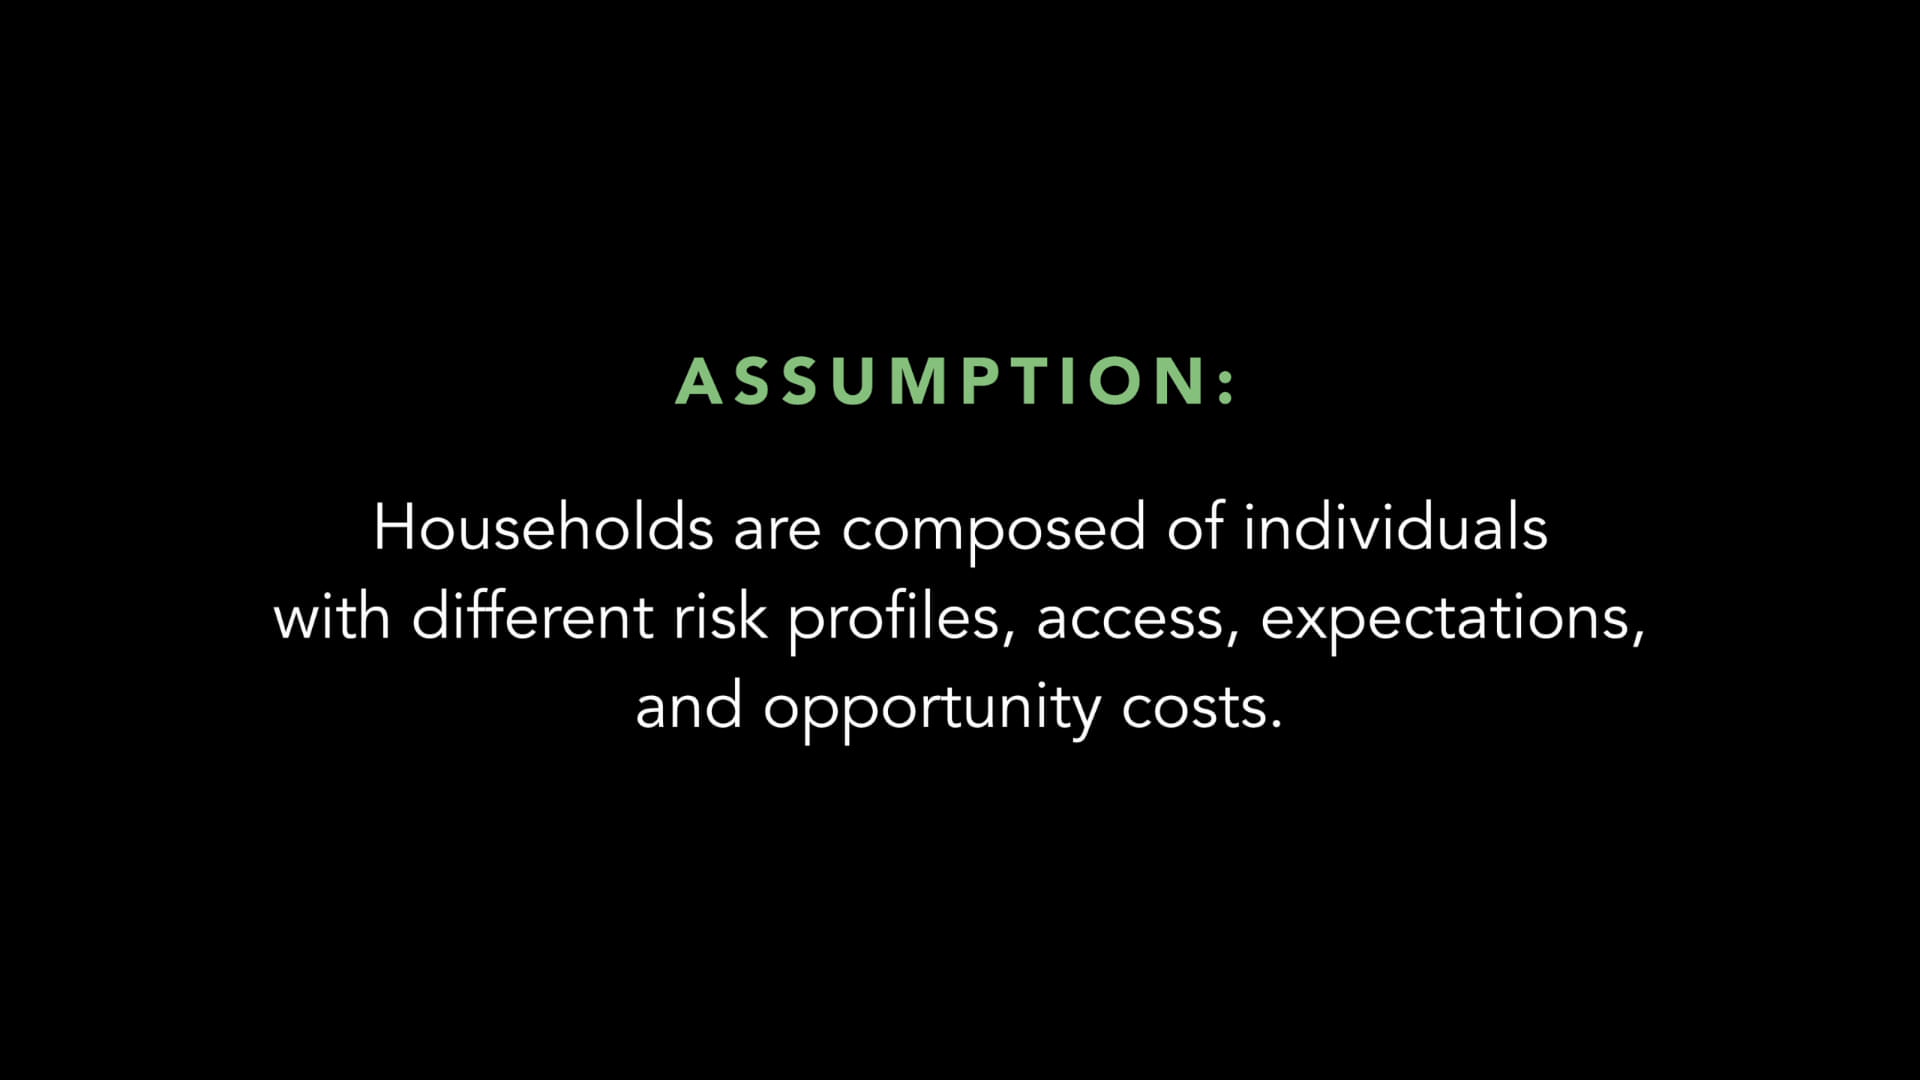 ASSUMPTION:
Households are composed of individuals
with different risk profiles, access, expectations,
and opportunity costs.